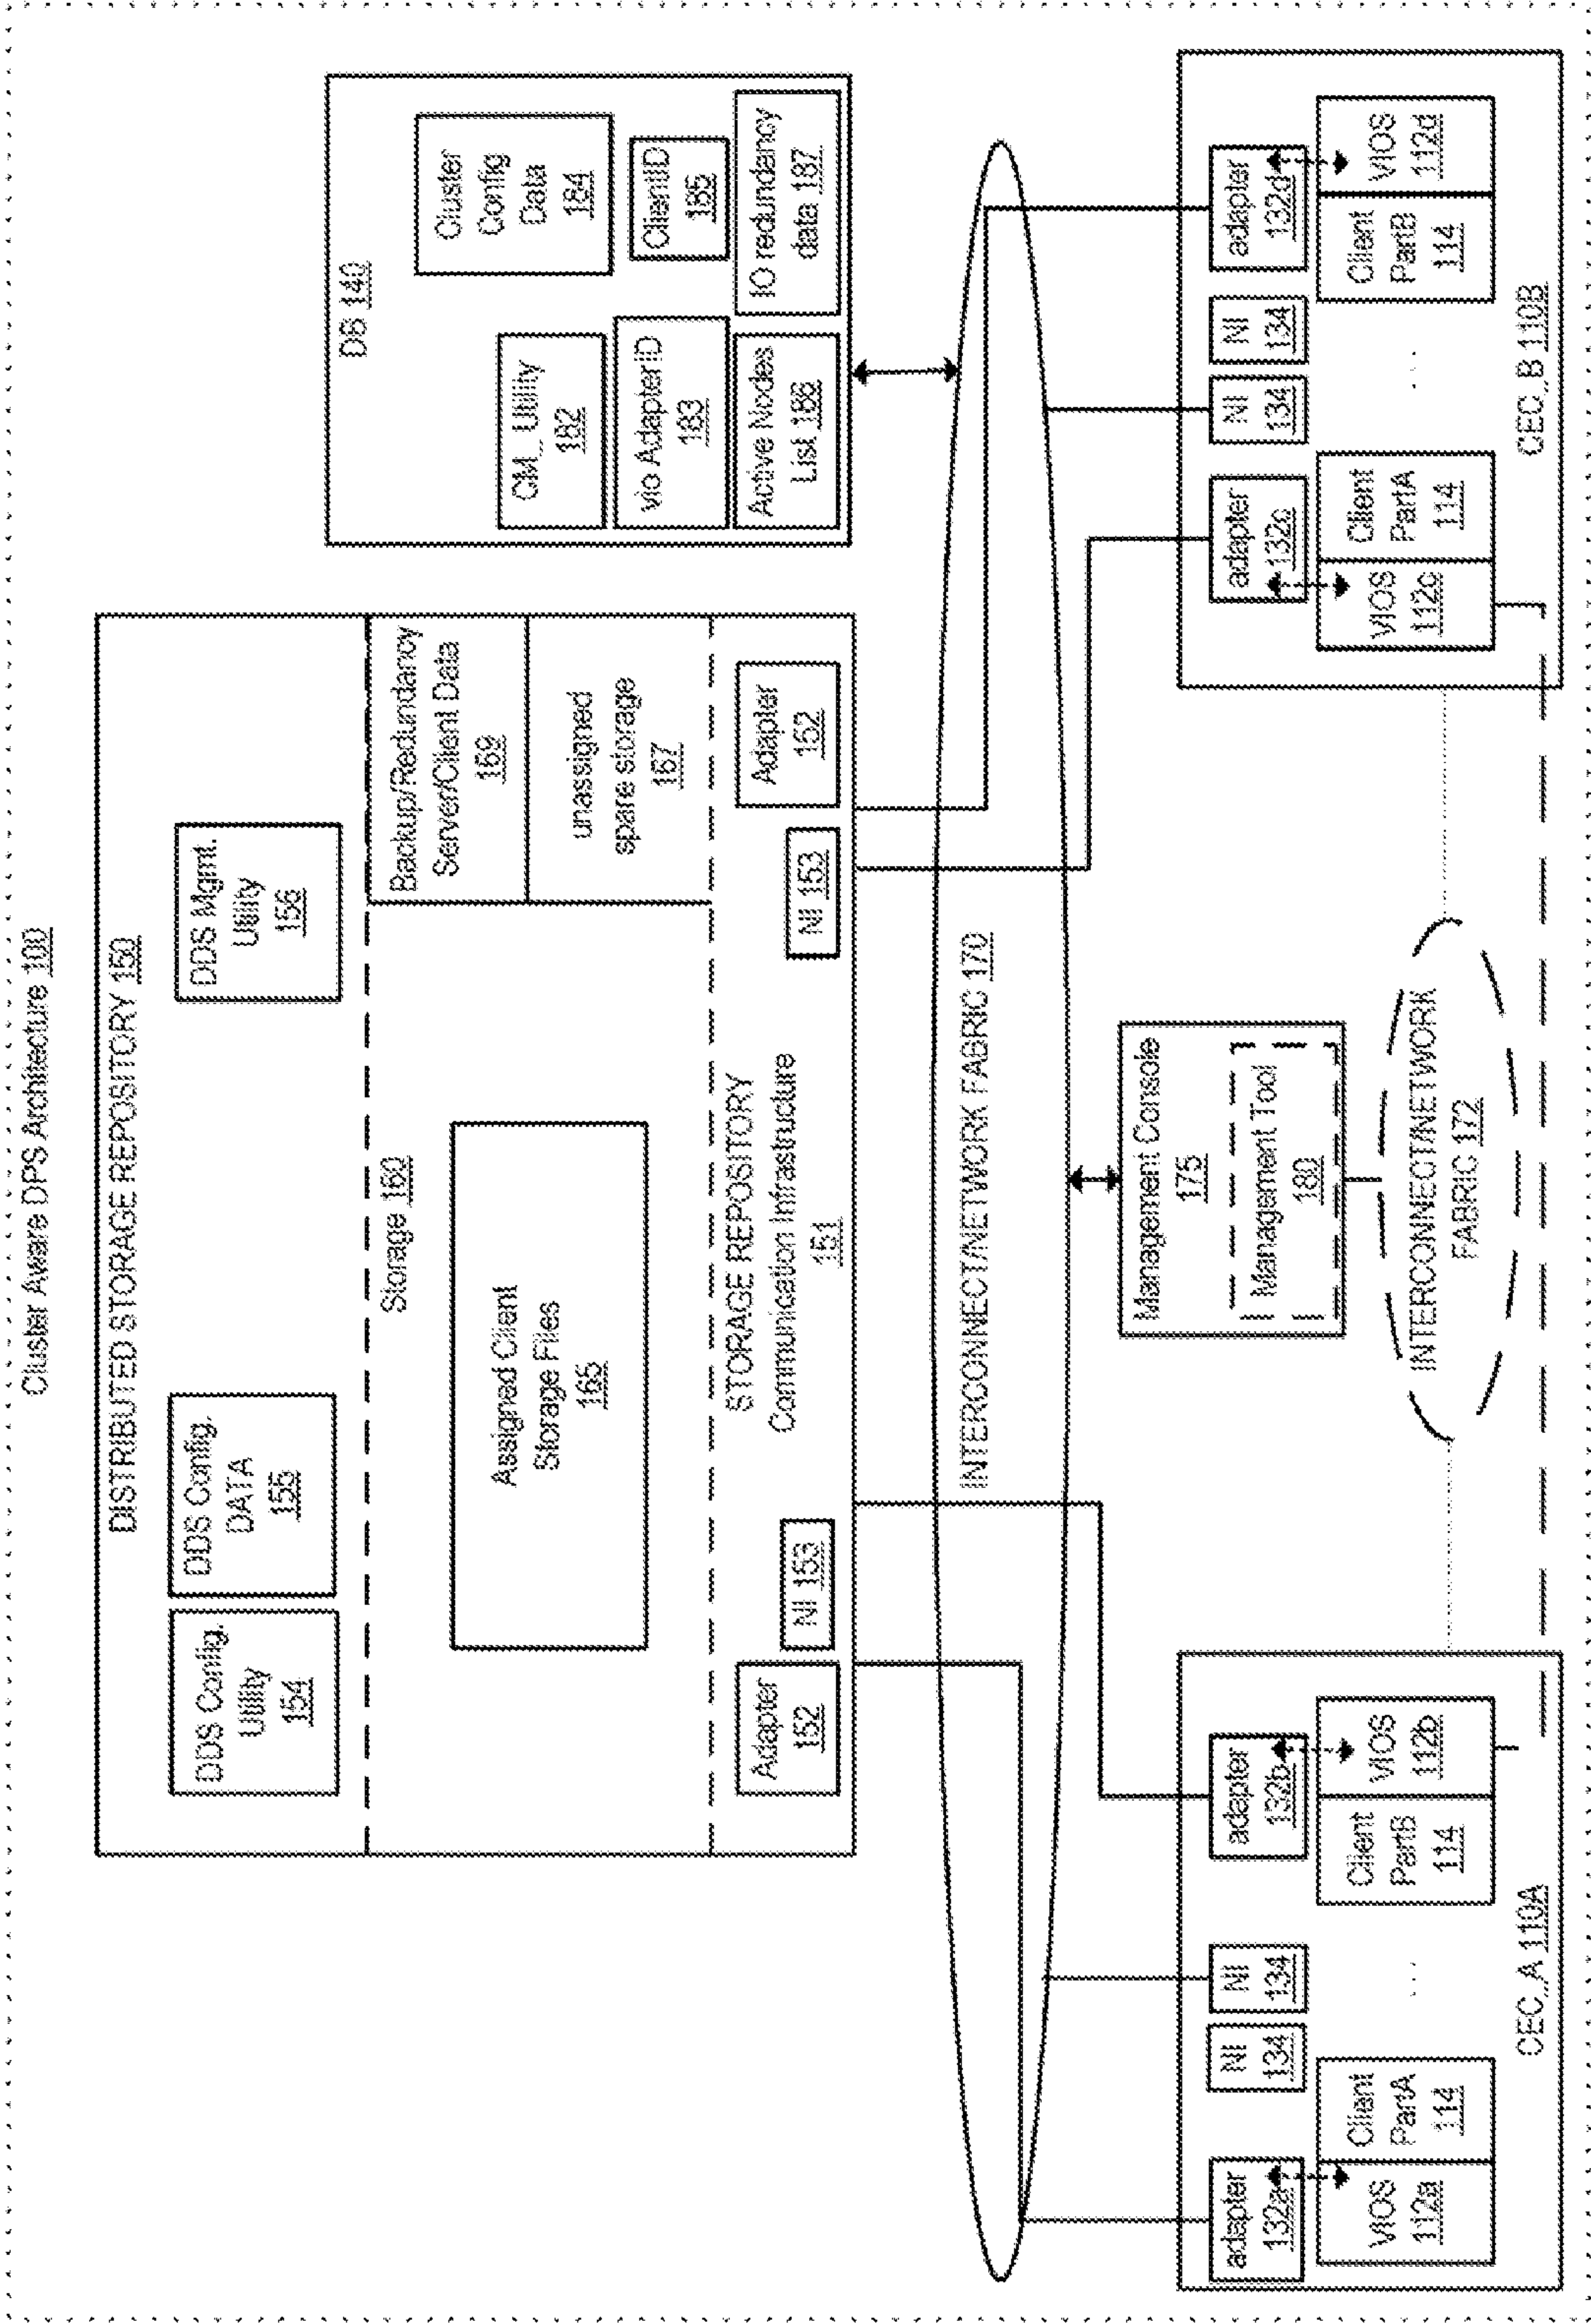 Cluster Aware DPS Architecture 100
DISTRIBUTED STORAGE REPOSITORY 150
DDS Config.
Utility
154
DDS Config.
DATA
155
DDS Mgmt.
Utility
156
Storage 160
Assigned Client
Storage Files
165
Backup/Redundancy
Server/Client Data
169
unassigned
spare storage
167
STORAGE REPOSITORY
Communication Infrastructure
151
Adapter
152
NI 153
NI 153
Adapter
152
DB 140
CM_ Utility
182
Cluster
Config
Data
184
vio AdapterID
183
ClientID
185
Active Nodes
List 186
IO redundancy
data 187
INTERCONNECT/NETWORK FABRIC 170
Management Console
175
Management Tool
180
INTERCONNECT/NETWORK
FABRIC 172
adapter
132a
NI
134
NI
134
adapter
132b
VIOS
112a
Client
PartA
114
...
Client
PartB
114
VIOS
112b
CEC_A 110A
adapter
132c
NI
134
NI
134
adapter
132d
VIOS
112c
Client
PartA
114
...
Client
PartB
114
VIOS
112d
CEC_B 110B